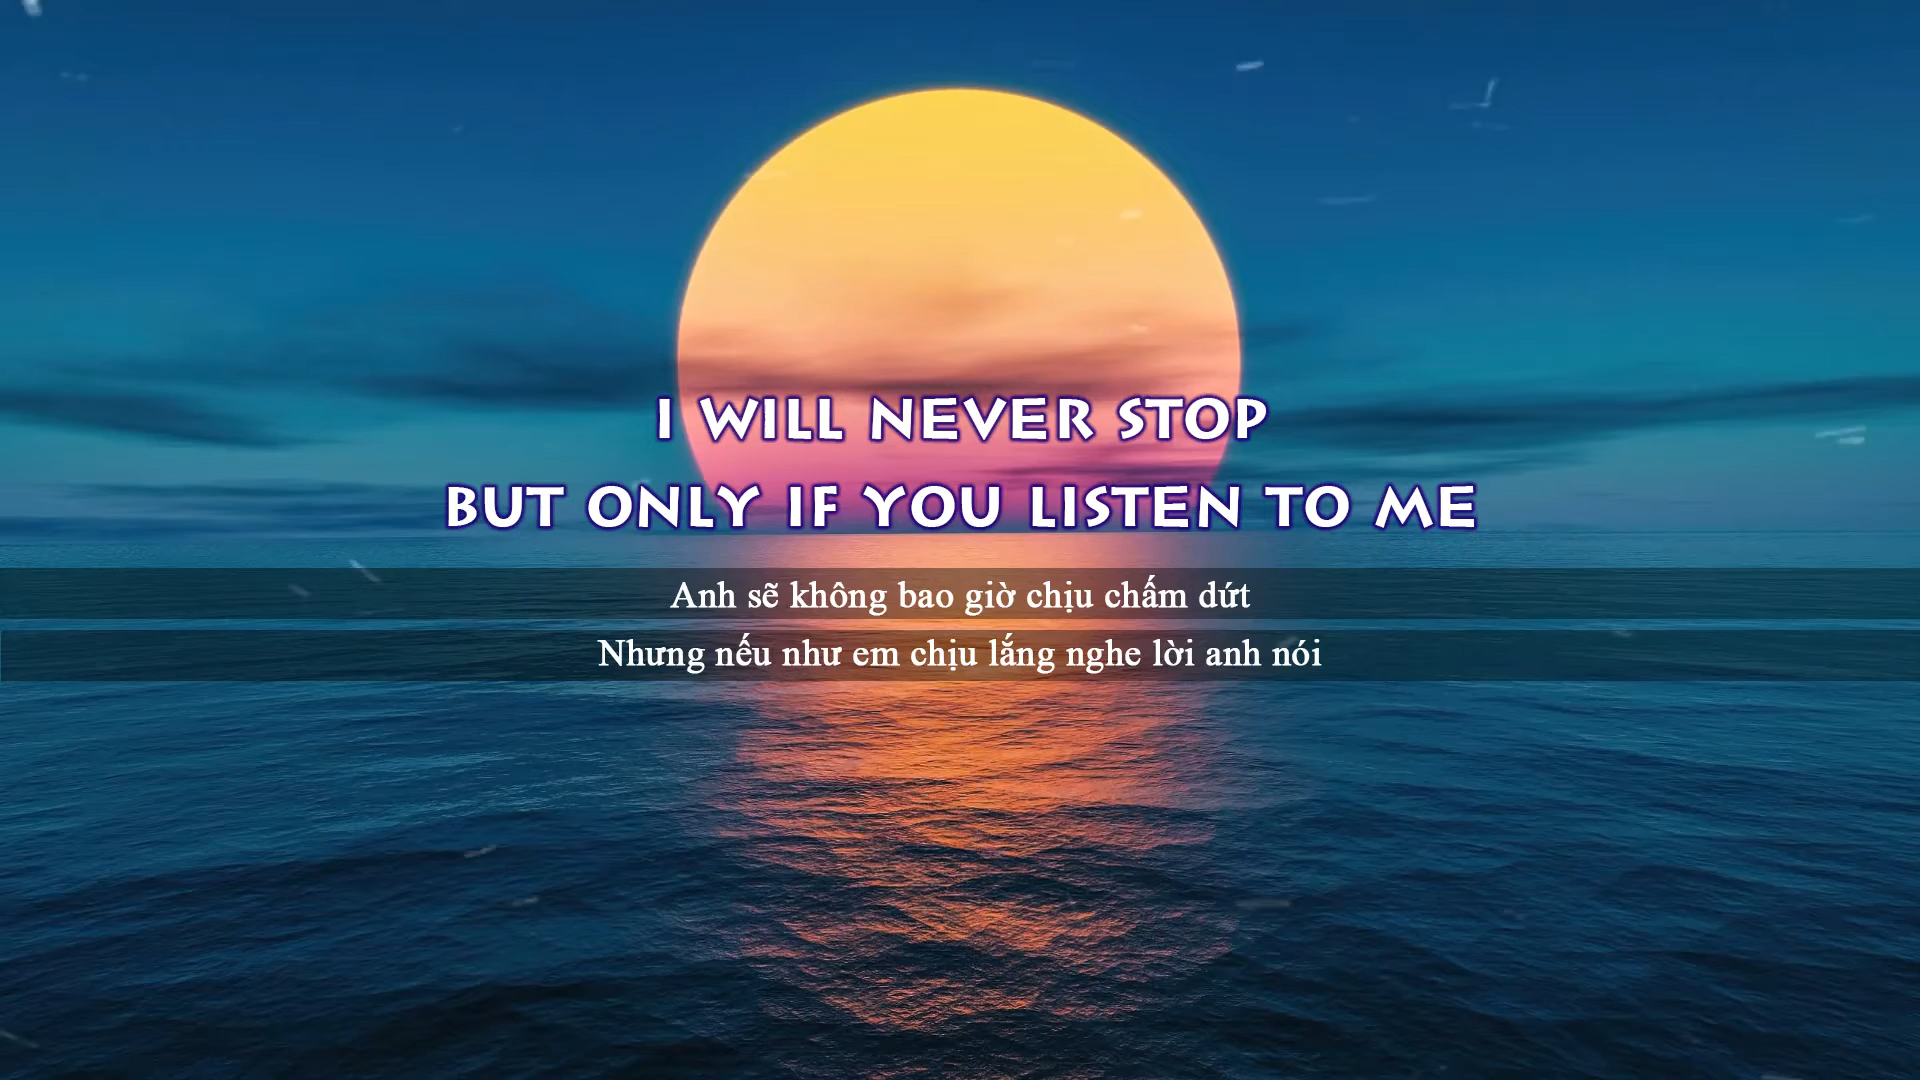 I WILL NEVER STOP
BUT ONLY IF YOU LISTEN TO ME
Anh sẽ không bao giờ chịu chấm dứt
Nhưng nếu như em chịu lắng nghe lời anh nói